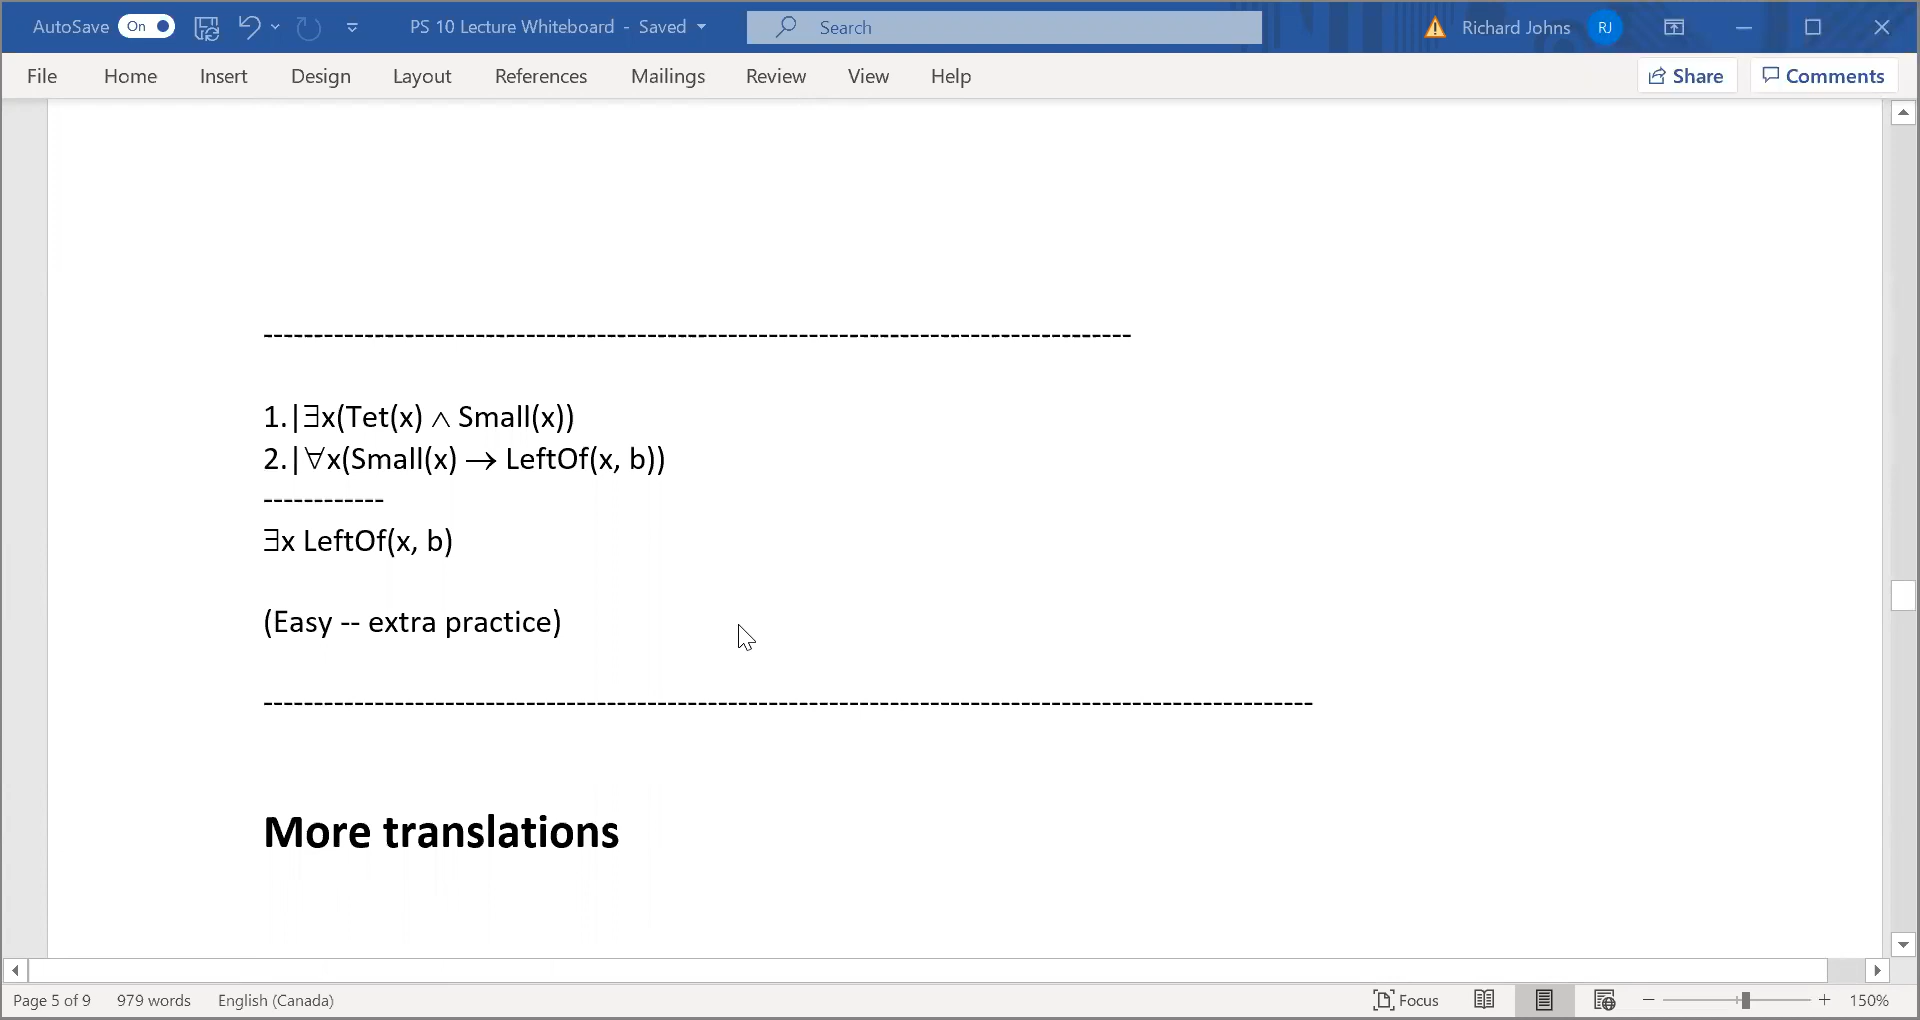 AutoSave On PS 10 Lecture Whiteboard - Saved Search Richard Johns RJ
File Home Insert Design Layout References Mailings Review View Help Share Comments
--------------------------------------------------------------------------------------
1.|∃x(Tet(x) ∧ Small(x))
2.|∀x(Small(x) → LeftOf(x, b))
------------
∃x LeftOf(x, b)
(Easy -- extra practice)
--------------------------------------------------------------------------------------------------------
More translations
Page 5 of 9 979 words English (Canada) Focus 150%